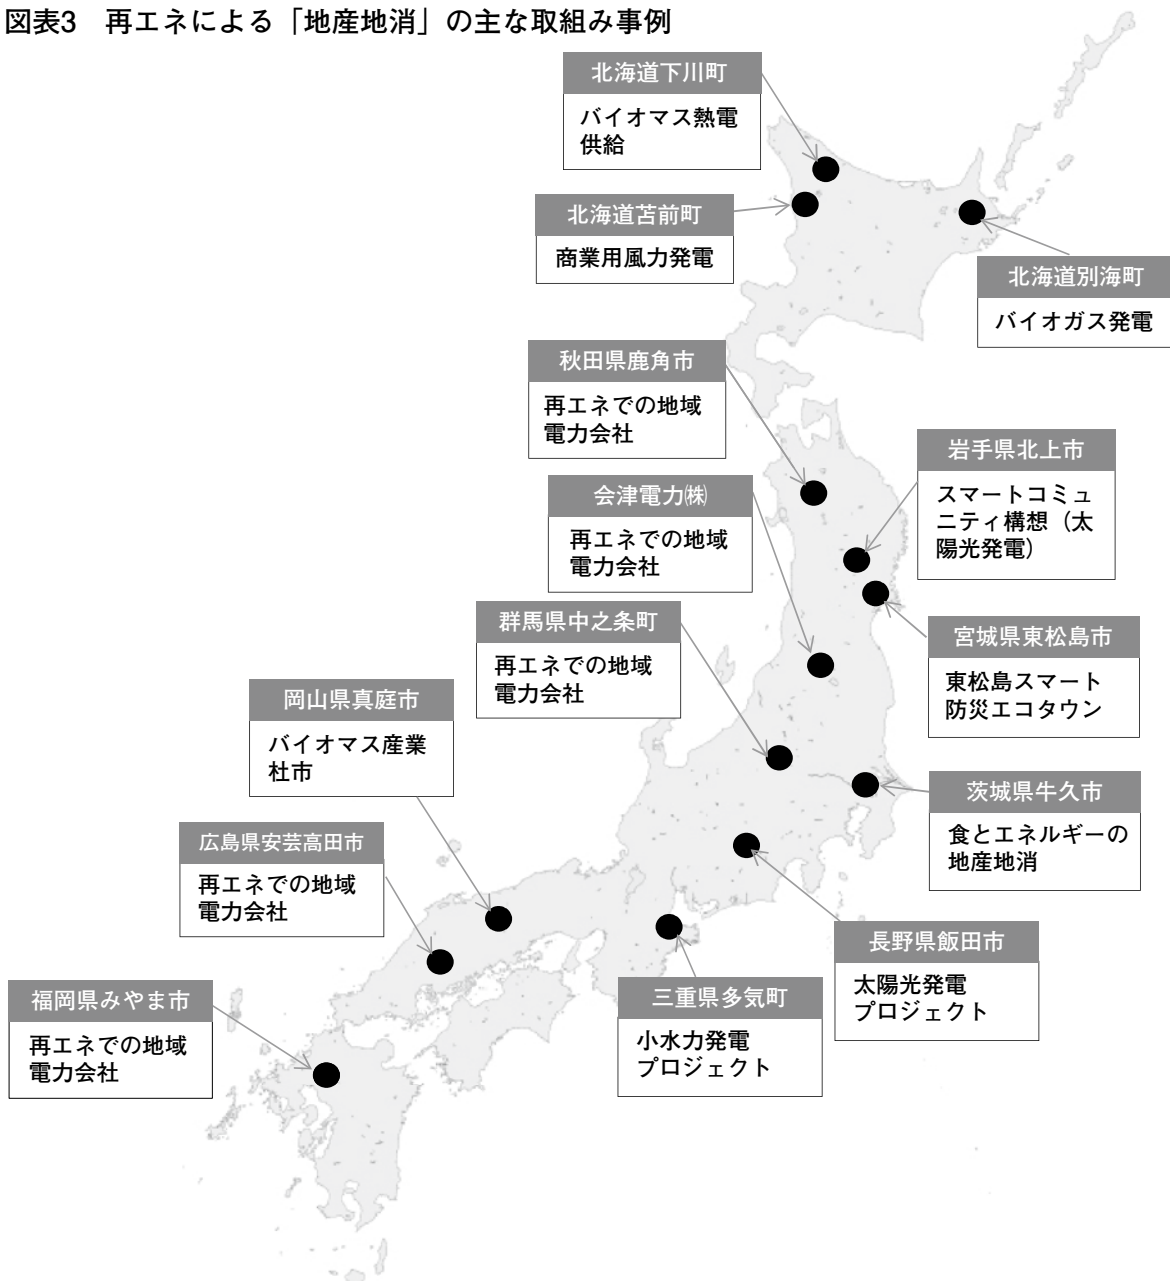 図表3 再エネによる「地産地消」の主な取組み事例
北海道下川町
バイオマス熱電
供給
北海道苫前町
商業用風力発電
北海道別海町
バイオガス発電
秋田県鹿角市
再エネでの地域
電力会社
岩手県北上市
スマートコミュ
ニティ構想（太
陽光発電）
会津電力㈱
再エネでの地域
電力会社
群馬県中之条町
再エネでの地域
電力会社
宮城県東松島市
東松島スマート
防災エコタウン
岡山県真庭市
バイオマス産業
杜市
茨城県牛久市
食とエネルギーの
地産地消
広島県安芸高田市
再エネでの地域
電力会社
長野県飯田市
太陽光発電
プロジェクト
三重県多気町
小水力発電
プロジェクト
福岡県みやま市
再エネでの地域
電力会社